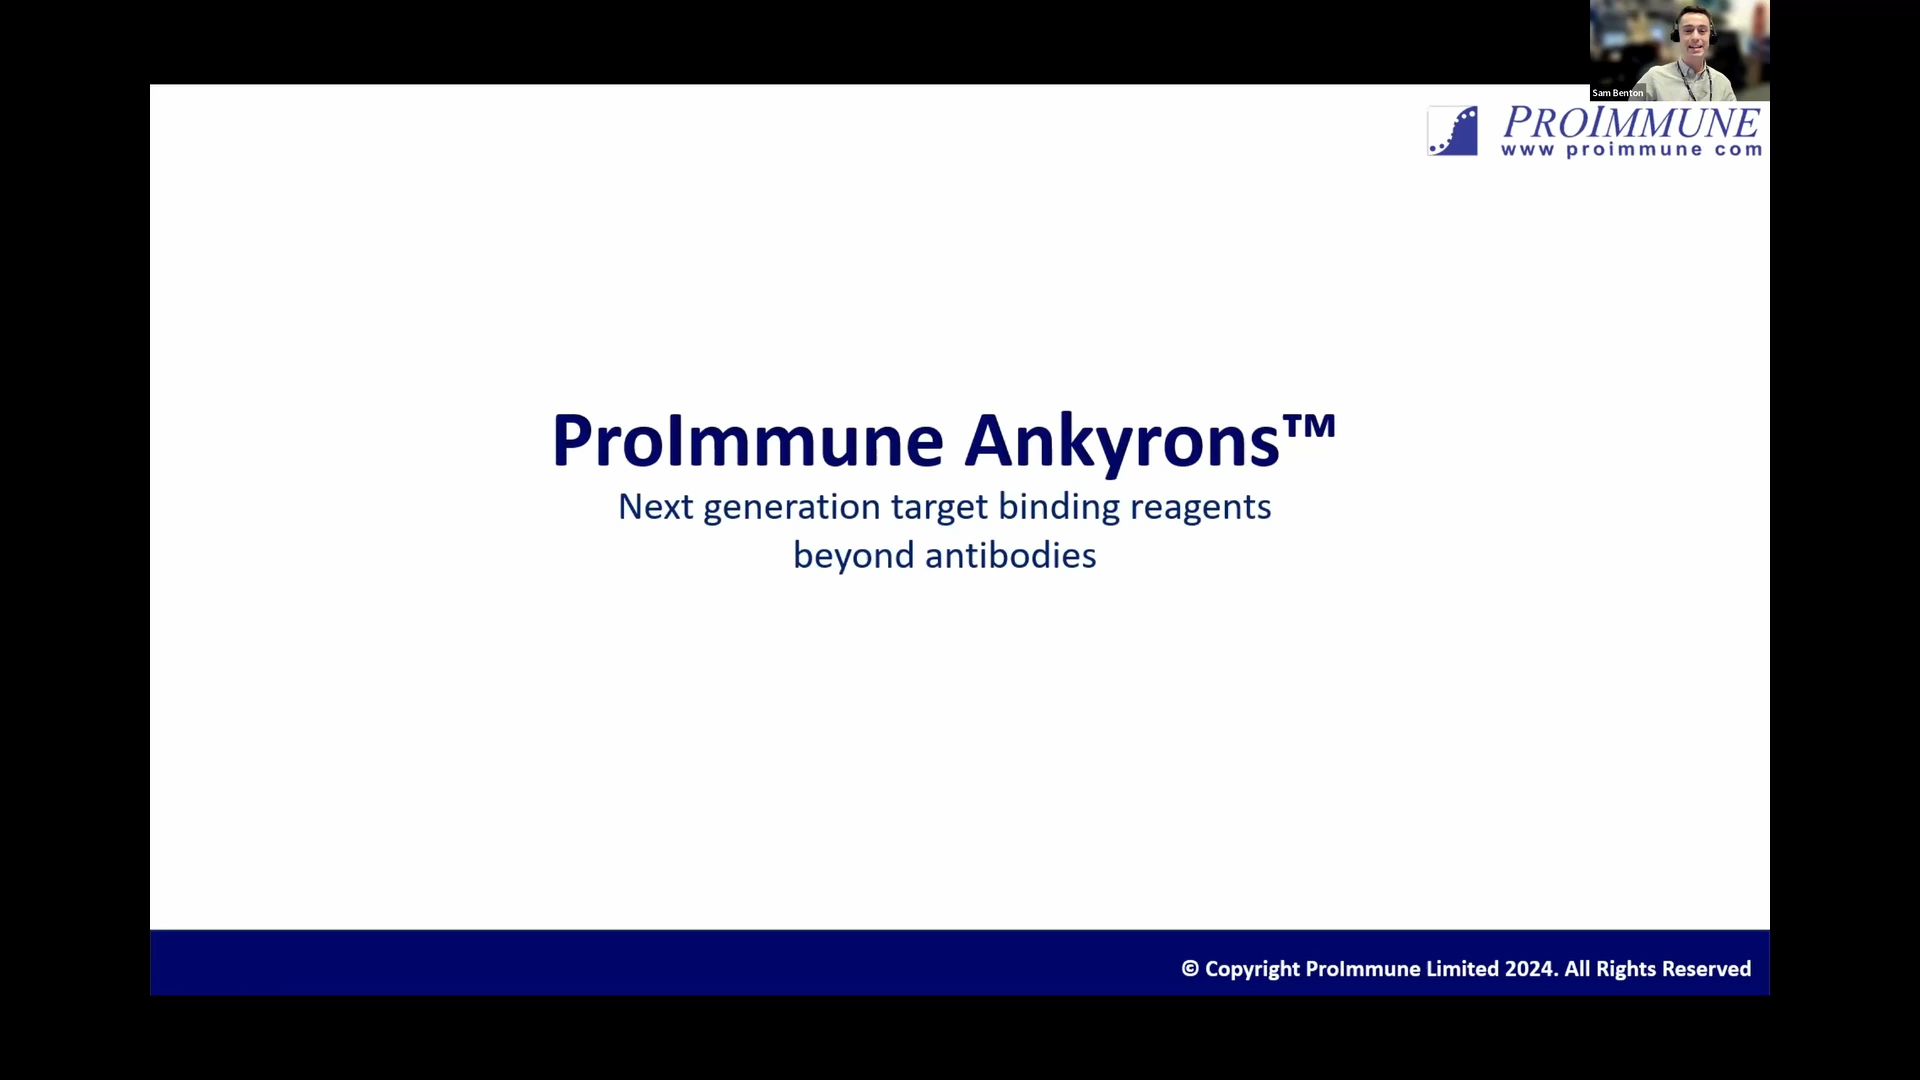 Sam Benton
PROIMMUNE
www proimmune com
ProImmune Ankyrons™
Next generation target binding reagents
beyond antibodies
© Copyright ProImmune Limited 2024. All Rights Reserved